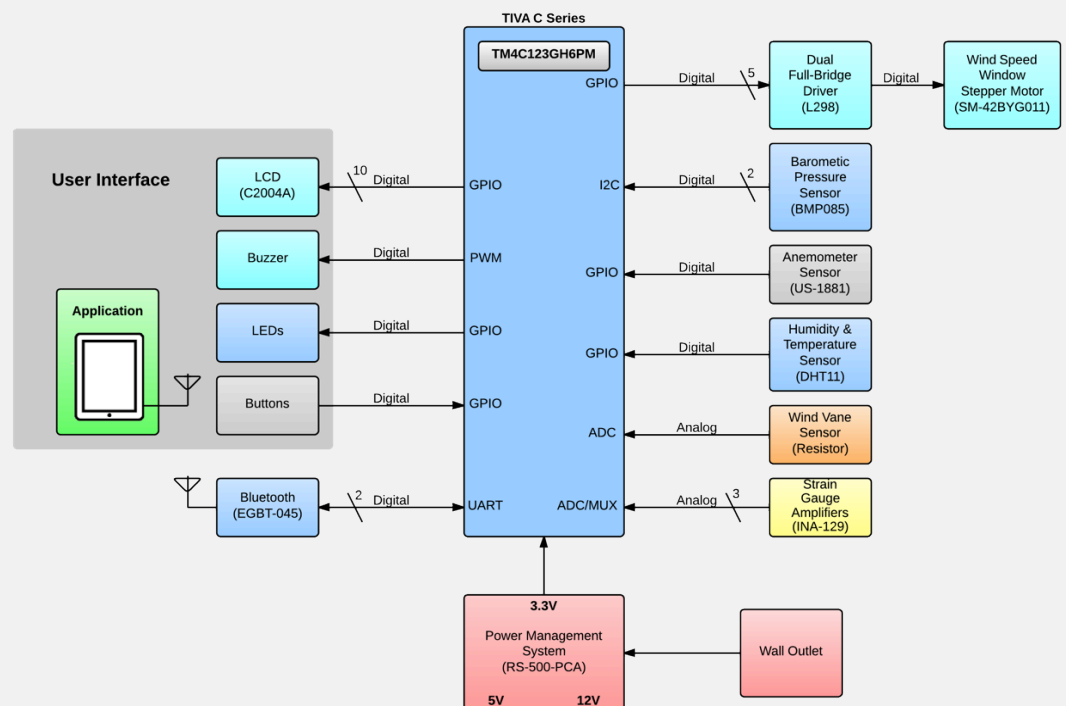 TIVA C Series
TM4C123GH6PM
GPIO
Digital
5
Dual
Full-Bridge
Driver
(L298)
Digital
Wind Speed
Window
Stepper Motor
(SM-42BYG011)
User Interface
LCD
(C2004A)
10
Digital
GPIO
I2C
Digital
2
Barometic
Pressure
Sensor
(BMP085)
Buzzer
Digital
PWM
GPIO
Digital
Anemometer
Sensor
(US-1881)
Application
LEDs
Digital
GPIO
GPIO
Digital
Humidity &
Temperature
Sensor
(DHT11)
Buttons
Digital
GPIO
ADC
Analog
Wind Vane
Sensor
(Resistor)
Bluetooth
(EGBT-045)
2
Digital
UART
ADC/MUX
Analog
3
Strain
Gauge
Amplifiers
(INA-129)
3.3V
Power Management
System
(RS-500-PCA)
5V
12V
Wall Outlet